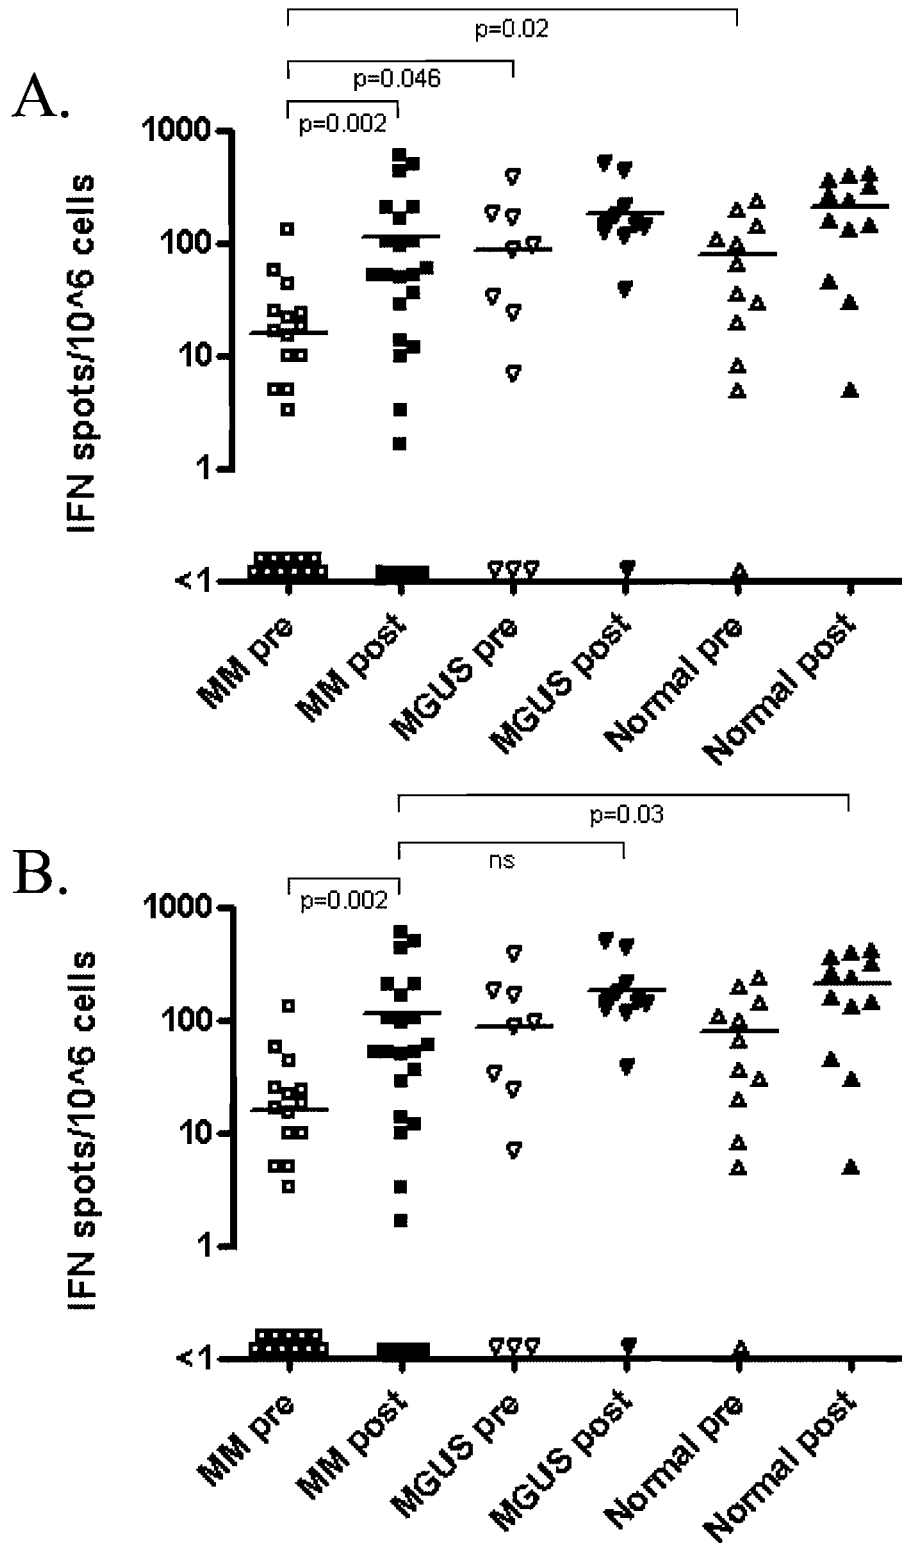 p=0.02
p=0.046
A.
p=0.002
1000
100
10
1
<1
IFN spots/10^6 cells
MM pre
MM post
MGUS pre
MGUS post
Normal pre
Normal post
p=0.03
ns
B.
p=0.002
1000
100
10
1
<1
IFN spots/10^6 cells
MM pre
MM post
MGUS pre
MGUS post
Normal pre
Normal post